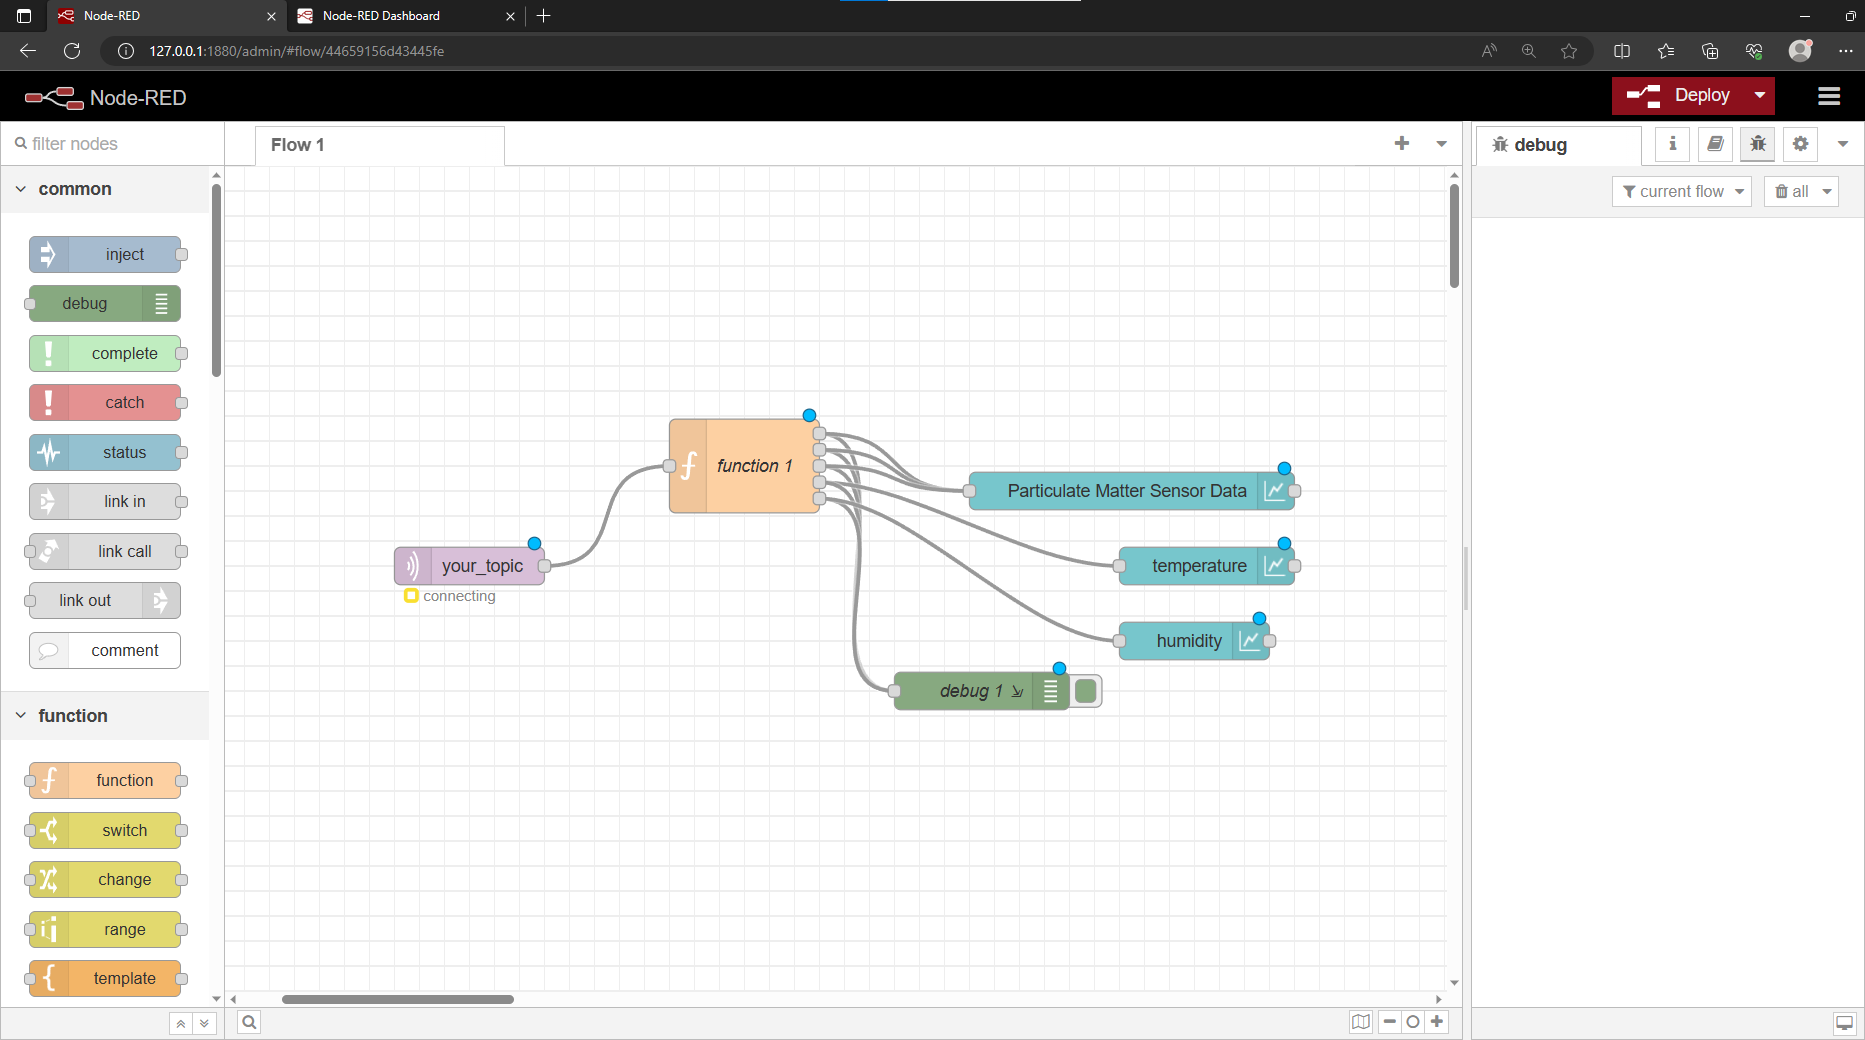 Node-RED
Node-RED Dashboard
127.0.0.1:1880/admin/#flow/44659156d43445fe
Node-RED
Deploy
filter nodes
Flow 1
debug
i
common
current flow
all
inject
debug
complete
catch
status
link in
link call
link out
comment
function
function
switch
change
range
template
function 1
Particulate Matter Sensor Data
your_topic
connecting
temperature
humidity
debug 1